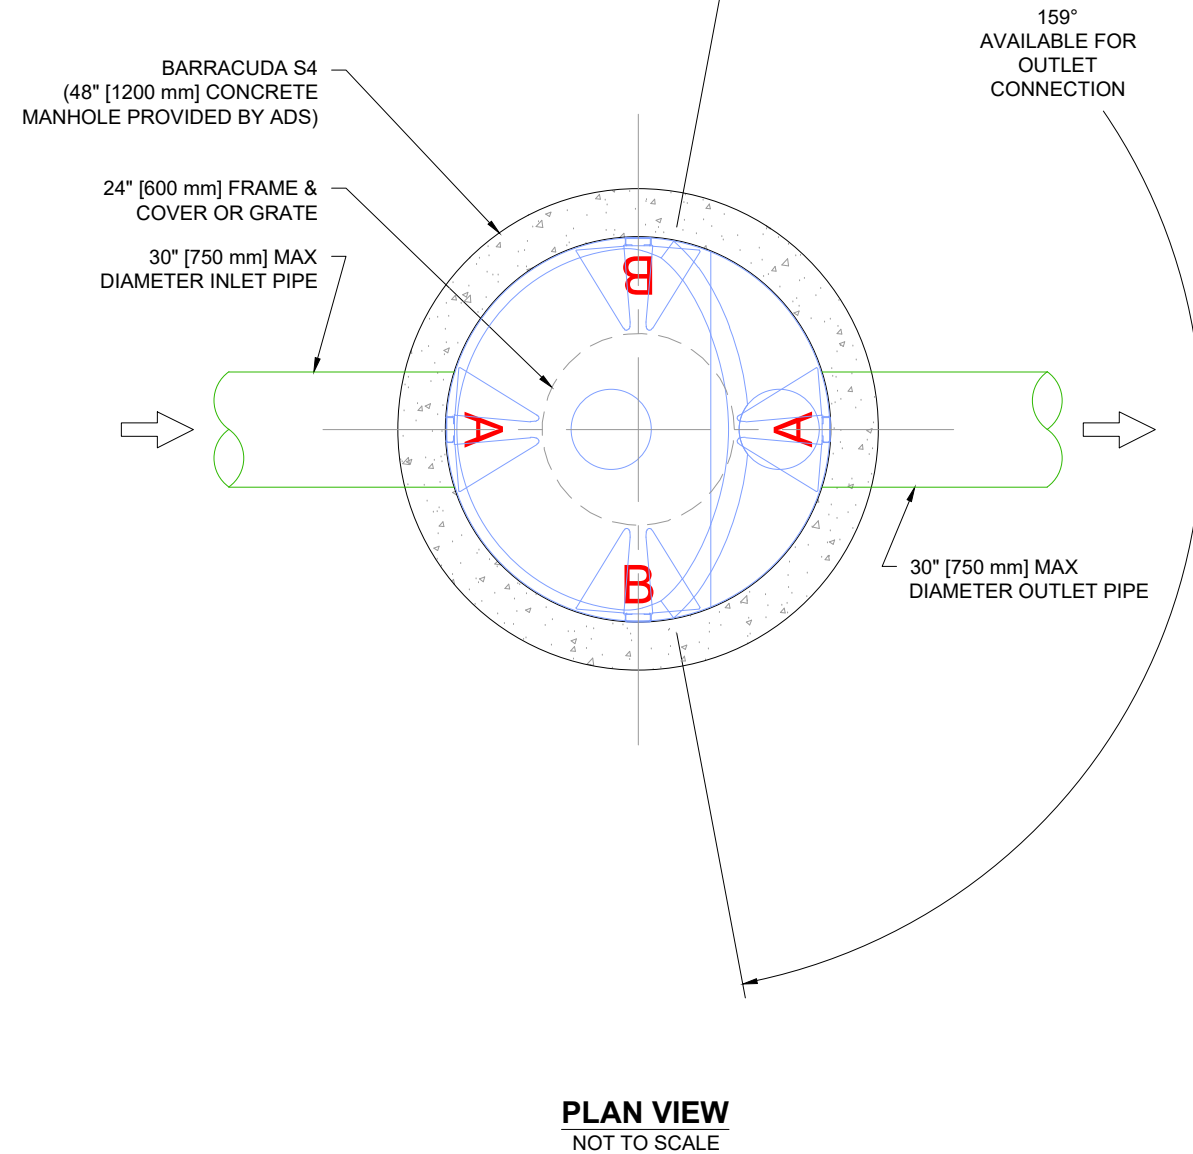 159°
AVAILABLE FOR
OUTLET
CONNECTION
BARRACUDA S4
(48" [1200 mm] CONCRETE
MANHOLE PROVIDED BY ADS)
24" [600 mm] FRAME &
COVER OR GRATE
30" [750 mm] MAX
DIAMETER INLET PIPE
B
A
A
B
30" [750 mm] MAX
DIAMETER OUTLET PIPE
PLAN VIEW
NOT TO SCALE